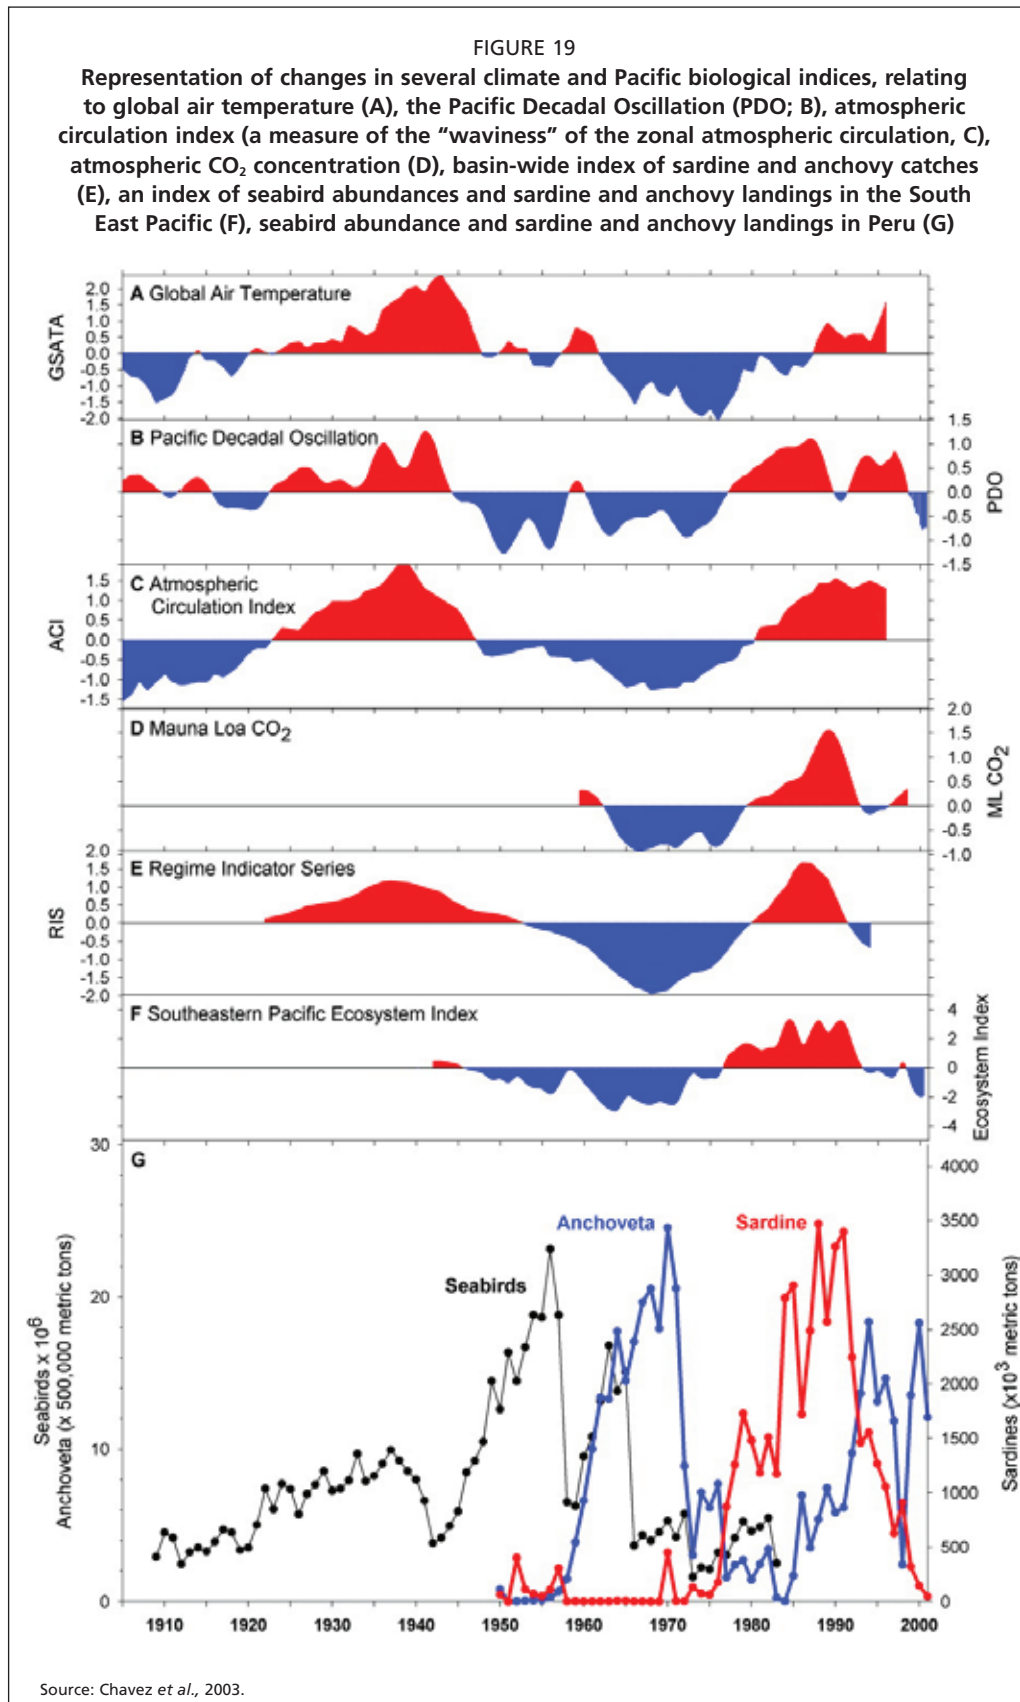 FIGURE 19
Representation of changes in several climate and Pacific biological indices, relating
to global air temperature (A), the Pacific Decadal Oscillation (PDO; B), atmospheric
circulation index (a measure of the “waviness” of the zonal atmospheric circulation, C),
atmospheric CO₂ concentration (D), basin-wide index of sardine and anchovy catches
(E), an index of seabird abundances and sardine and anchovy landings in the South
East Pacific (F), seabird abundance and sardine and anchovy landings in Peru (G)
A Global Air Temperature
GSATA
2.0
1.5
1.0
0.5
0.0
-0.5
-1.0
-1.5
-2.0
B Pacific Decadal Oscillation
1.5
1.0
0.5
0.0
-0.5
-1.0
-1.5
PDO
C Atmospheric
Circulation Index
ACI
1.5
1.0
0.5
0.0
-0.5
-1.0
-1.5
D Mauna Loa CO₂
2.0
1.5
1.0
0.5
0.0
-0.5
-1.0
ML CO₂
E Regime Indicator Series
RIS
2.0
1.5
1.0
0.5
0.0
-0.5
-1.0
-1.5
-2.0
F Southeastern Pacific Ecosystem Index
4
2
0
-2
-4
Ecosystem Index
G
Seabirds x 10⁶
Anchoveta (x 500,000 metric tons)
30
20
10
0
Seabirds
Anchoveta
Sardine
4000
3500
3000
2500
2000
1500
1000
500
0
Sardines (x10³ metric tons)
1910 1920 1930 1940 1950 1960 1970 1980 1990 2000
Source: Chavez et al., 2003.